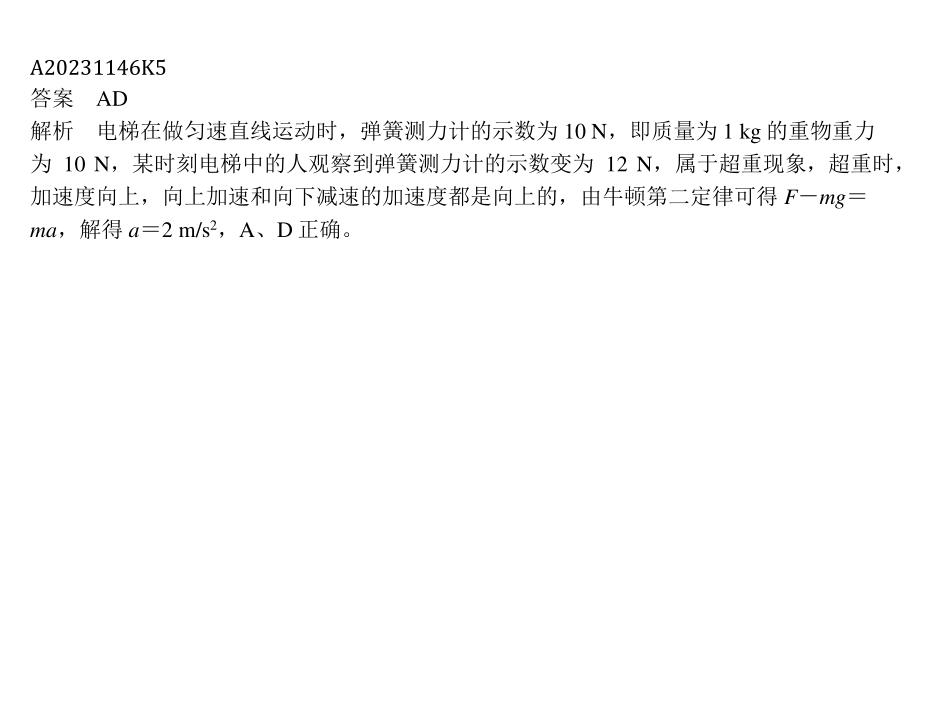 A20231146K5
答案 AD
解析 电梯在做匀速直线运动时，弹簧测力计的示数为 10 N，即质量为 1 kg 的重物重力
为 10 N，某时刻电梯中的人观察到弹簧测力计的示数变为 12 N，属于超重现象，超重时，
加速度向上，向上加速和向下减速的加速度都是向上的，由牛顿第二定律可得 F－mg＝
ma，解得 a＝2 m/s²，A、D 正确。